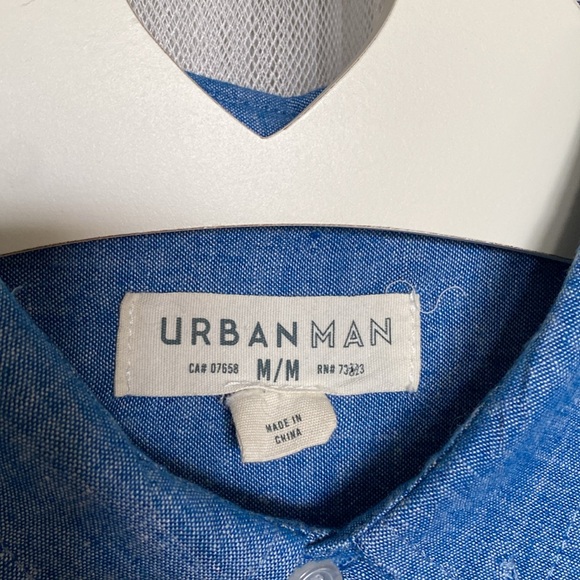 URBANMAN
CA# 07658 M/M RN#
MADE IN
CHINA